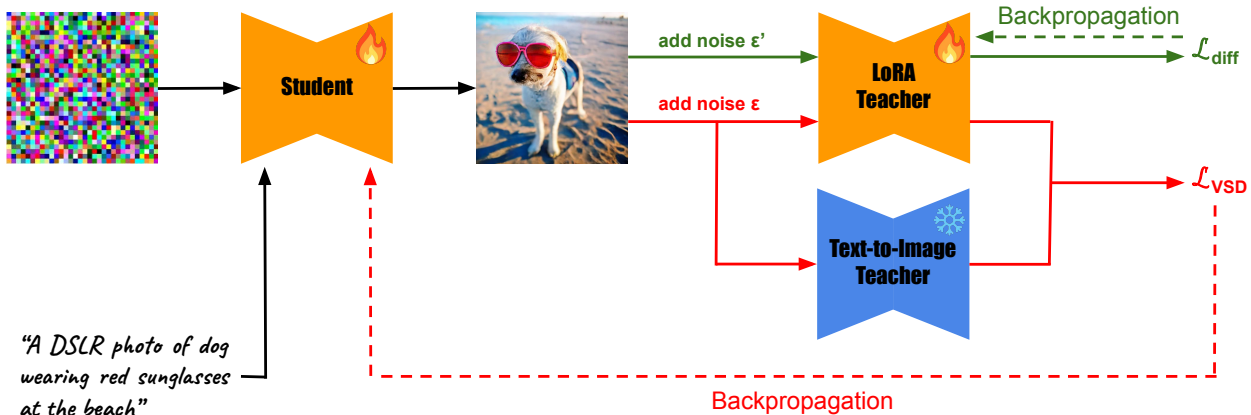 Backpropagation
add noise ε'
ℒdiff
Student
LoRA
Teacher
add noise ε
ℒVSD
Text-to-Image
Teacher
“A DSLR photo of dog
wearing red sunglasses
at the beach”
Backpropagation